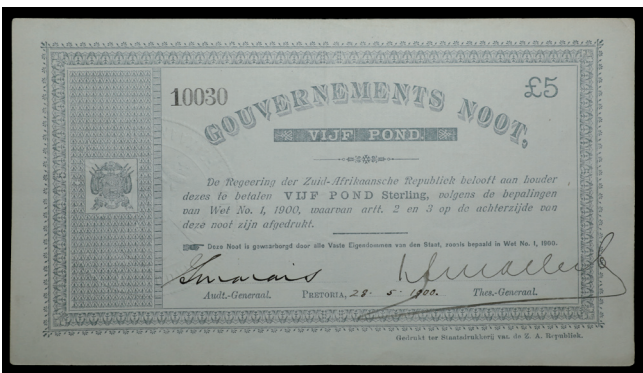 10030
£5
GOUVERNEMENTS NOOT,
VIJF POND.
De Regeering der Zuid-Afrikaansche Republiek belooft aan houder
dezes te betalen VIJF POND Sterling, volgens de bepalingen
van Wet No. 1, 1900, waarvan artt. 2 en 3 op de achterzijde van
deze noot zijn afgedrukt.
Deze Noot is gewaarborgd door alle Vaste Eigendommen van den Staat, zooals bepaald in Wet No. 1, 1900.
Audt.-Generaal. PRETORIA, 28-5-1900. Thes.-Generaal.
Gedrukt ter Staatsdrukkerij van de Z. A. Republiek.